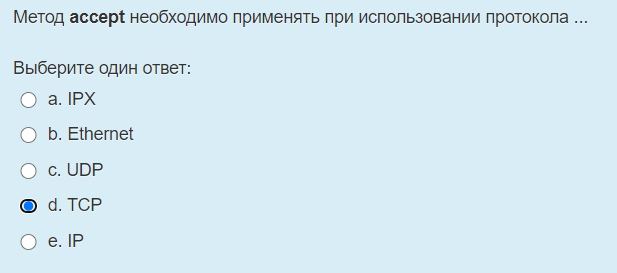 Метод accept необходимо применять при использовании протокола ...
Выберите один ответ:
a. IPX
b. Ethernet
c. UDP
d. TCP
e. IP